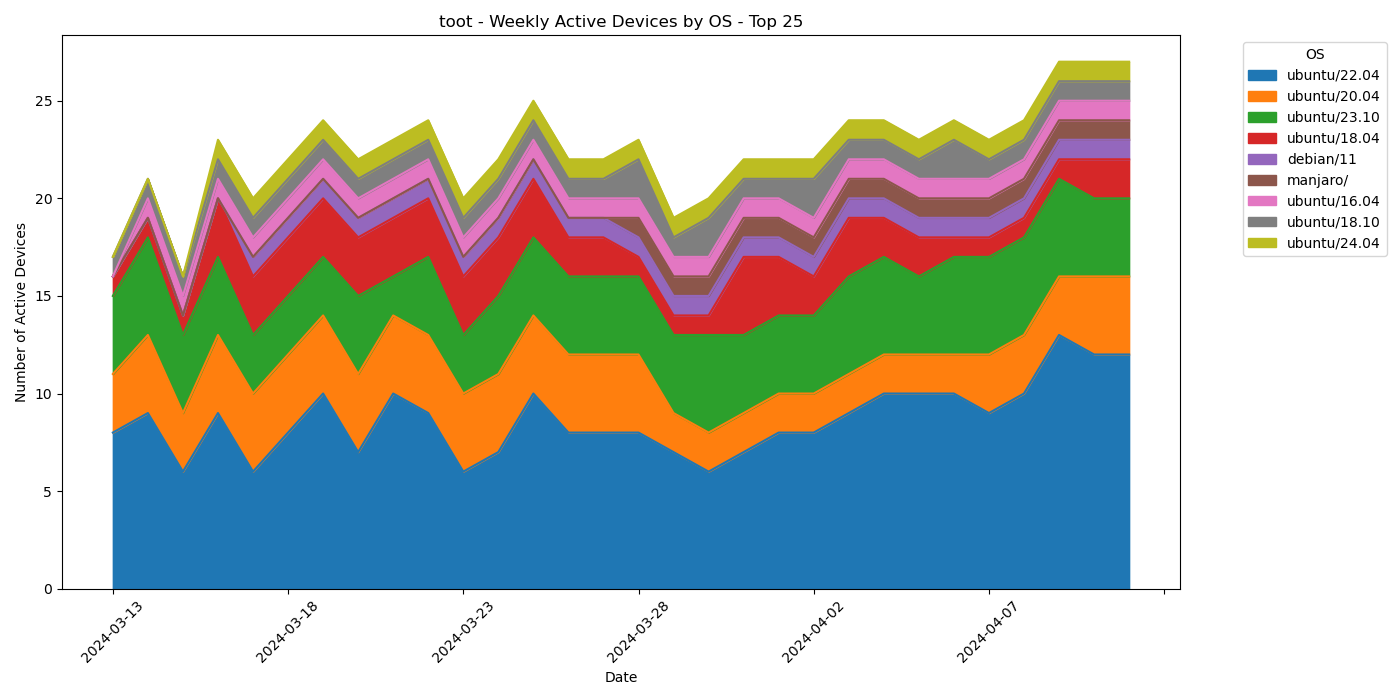 toot - Weekly Active Devices by OS - Top 25
Number of Active Devices
25
20
15
10
5
0
2024-03-13
2024-03-18
2024-03-23
2024-03-28
2024-04-02
2024-04-07
Date
OS
ubuntu/22.04
ubuntu/20.04
ubuntu/23.10
ubuntu/18.04
debian/11
manjaro/
ubuntu/16.04
ubuntu/18.10
ubuntu/24.04